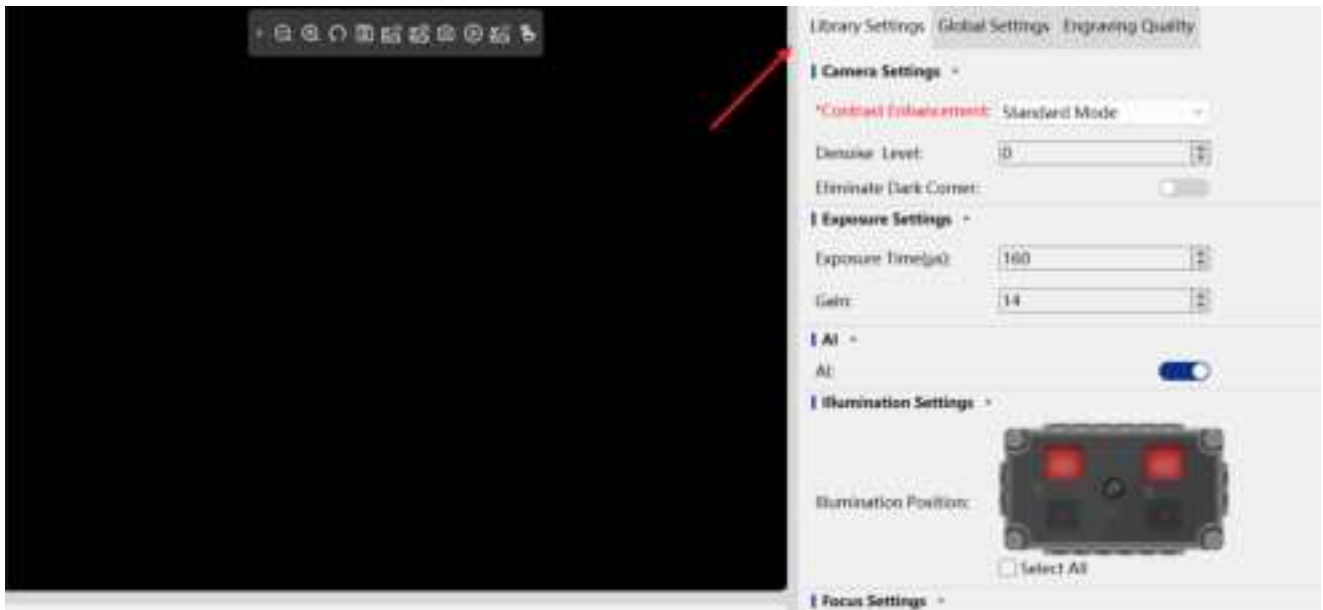 Library Settings Global Settings Engraving Quality
Camera Settings
*Contrast Enhancement: Standard Mode
Denoise Level: 0
Eliminate Dark Corner:
Exposure Settings
Exposure Time(μs): 160
Gain: 14
AI
AI:
Illumination Settings
Illumination Position:
Select All
Focus Settings